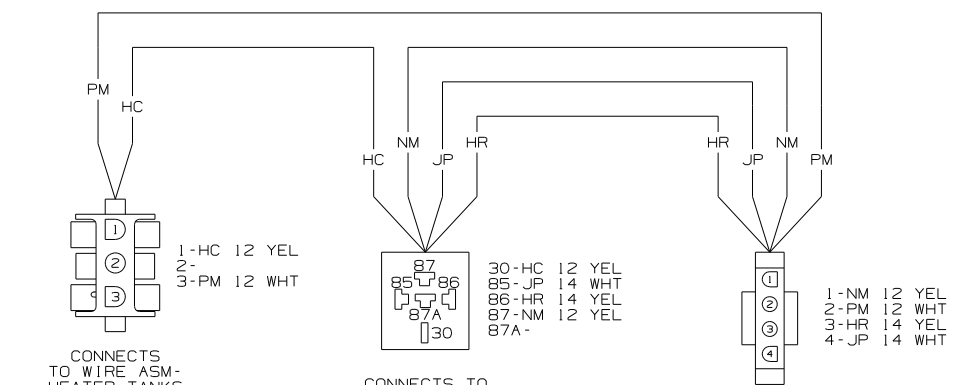 PM
HC
HC
NM
JP
HR
HR
JP
NM
PM
1
2
3
1-HC 12 YEL
2-
3-PM 12 WHT
CONNECTS
TO WIRE ASM-
HEATER TANKS
87
85 86
87A
30
30-HC 12 YEL
85-JP 14 WHT
86-HR 14 YEL
87-NM 12 YEL
87A-
CONNECTS TO
1
2
3
4
1-NM 12 YEL
2-PM 12 WHT
3-HR 14 YEL
4-JP 14 WHT